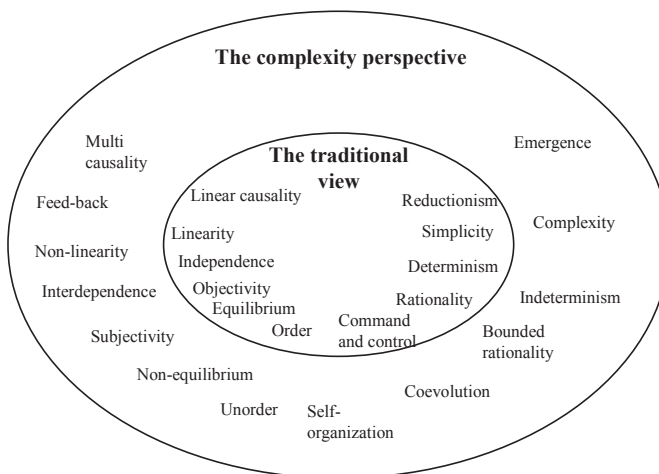 The complexity perspective
Multi
causality
Emergence
The traditional
view
Linear causality
Reductionism
Feed-back
Complexity
Linearity
Simplicity
Non-linearity
Independence
Determinism
Interdependence
Objectivity
Rationality
Indeterminism
Equilibrium
Order
Command
and control
Subjectivity
Bounded
rationality
Non-equilibrium
Coevolution
Unorder
Self-
organization